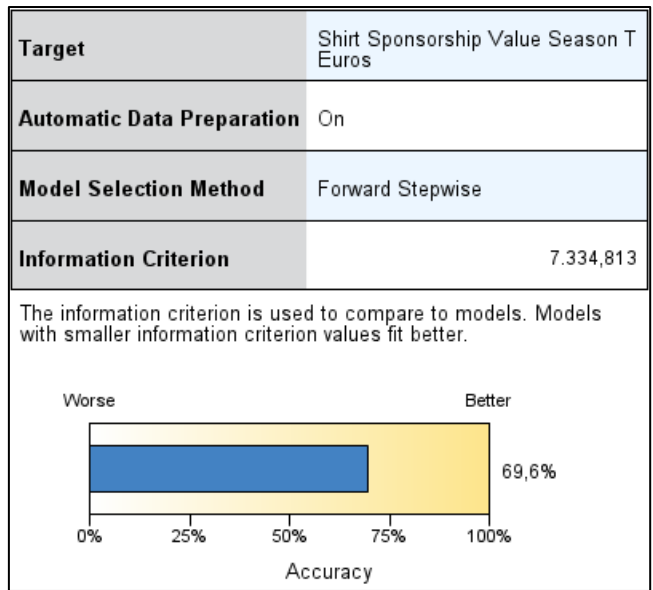 Target
Shirt Sponsorship Value Season T
Euros
Automatic Data Preparation
On
Model Selection Method
Forward Stepwise
Information Criterion
7.334,813
The information criterion is used to compare to models. Models
with smaller information criterion values fit better.
Worse
Better
69,6%
0%
25%
50%
75%
100%
Accuracy